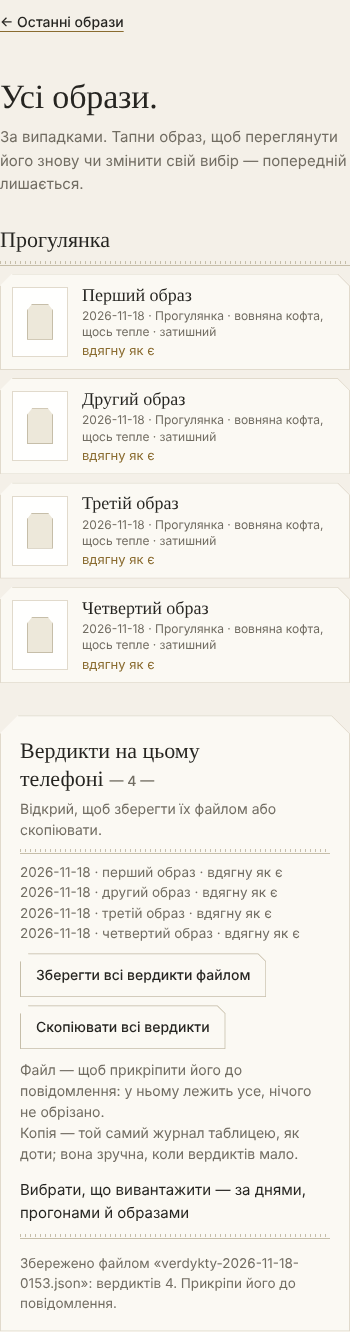 ← Останні образи
Усі образи.
За випадками. Тапни образ, щоб переглянути
його знову чи змінити свій вибір — попередній
лишається.
Прогулянка
Перший образ
2026-11-18 · Прогулянка · вовняна кофта,
щось тепле · затишний
вдягну як є
Другий образ
2026-11-18 · Прогулянка · вовняна кофта,
щось тепле · затишний
вдягну як є
Третій образ
2026-11-18 · Прогулянка · вовняна кофта,
щось тепле · затишний
вдягну як є
Четвертий образ
2026-11-18 · Прогулянка · вовняна кофта,
щось тепле · затишний
вдягну як є
Вердикти на цьому
телефоні — 4 —
Відкрий, щоб зберегти їх файлом або
скопіювати.
2026-11-18 · перший образ · вдягну як є
2026-11-18 · другий образ · вдягну як є
2026-11-18 · третій образ · вдягну як є
2026-11-18 · четвертий образ · вдягну як є
Зберегти всі вердикти файлом
Скопіювати всі вердикти
Файл — щоб прикріпити його до
повідомлення: у ньому лежить усе, нічого
не обрізано.
Копія — той самий журнал таблицею, як
доти; вона зручна, коли вердиктів мало.
Вибрати, що вивантажити — за днями,
прогонами й образами
Збережено файлом «verdykty-2026-11-18-
0153.json»: вердиктів 4. Прикріпи його до
повідомлення.